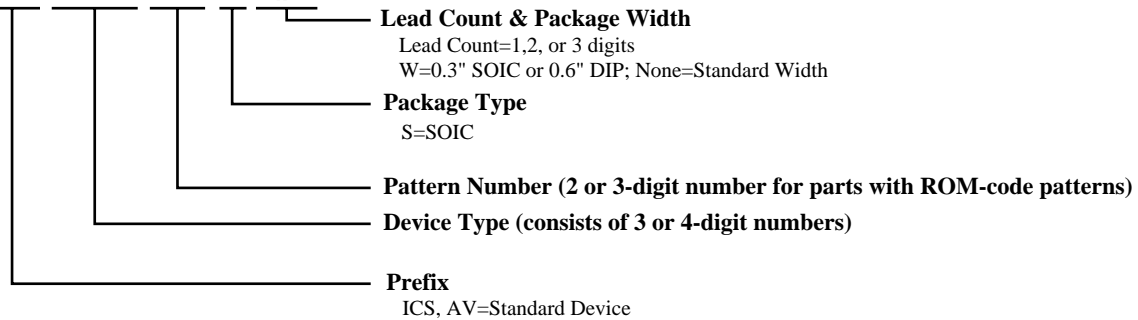 Lead Count & Package Width
Lead Count=1,2, or 3 digits
W=0.3" SOIC or 0.6" DIP; None=Standard Width
Package Type
S=SOIC
Pattern Number (2 or 3-digit number for parts with ROM-code patterns)
Device Type (consists of 3 or 4-digit numbers)
Prefix
ICS, AV=Standard Device